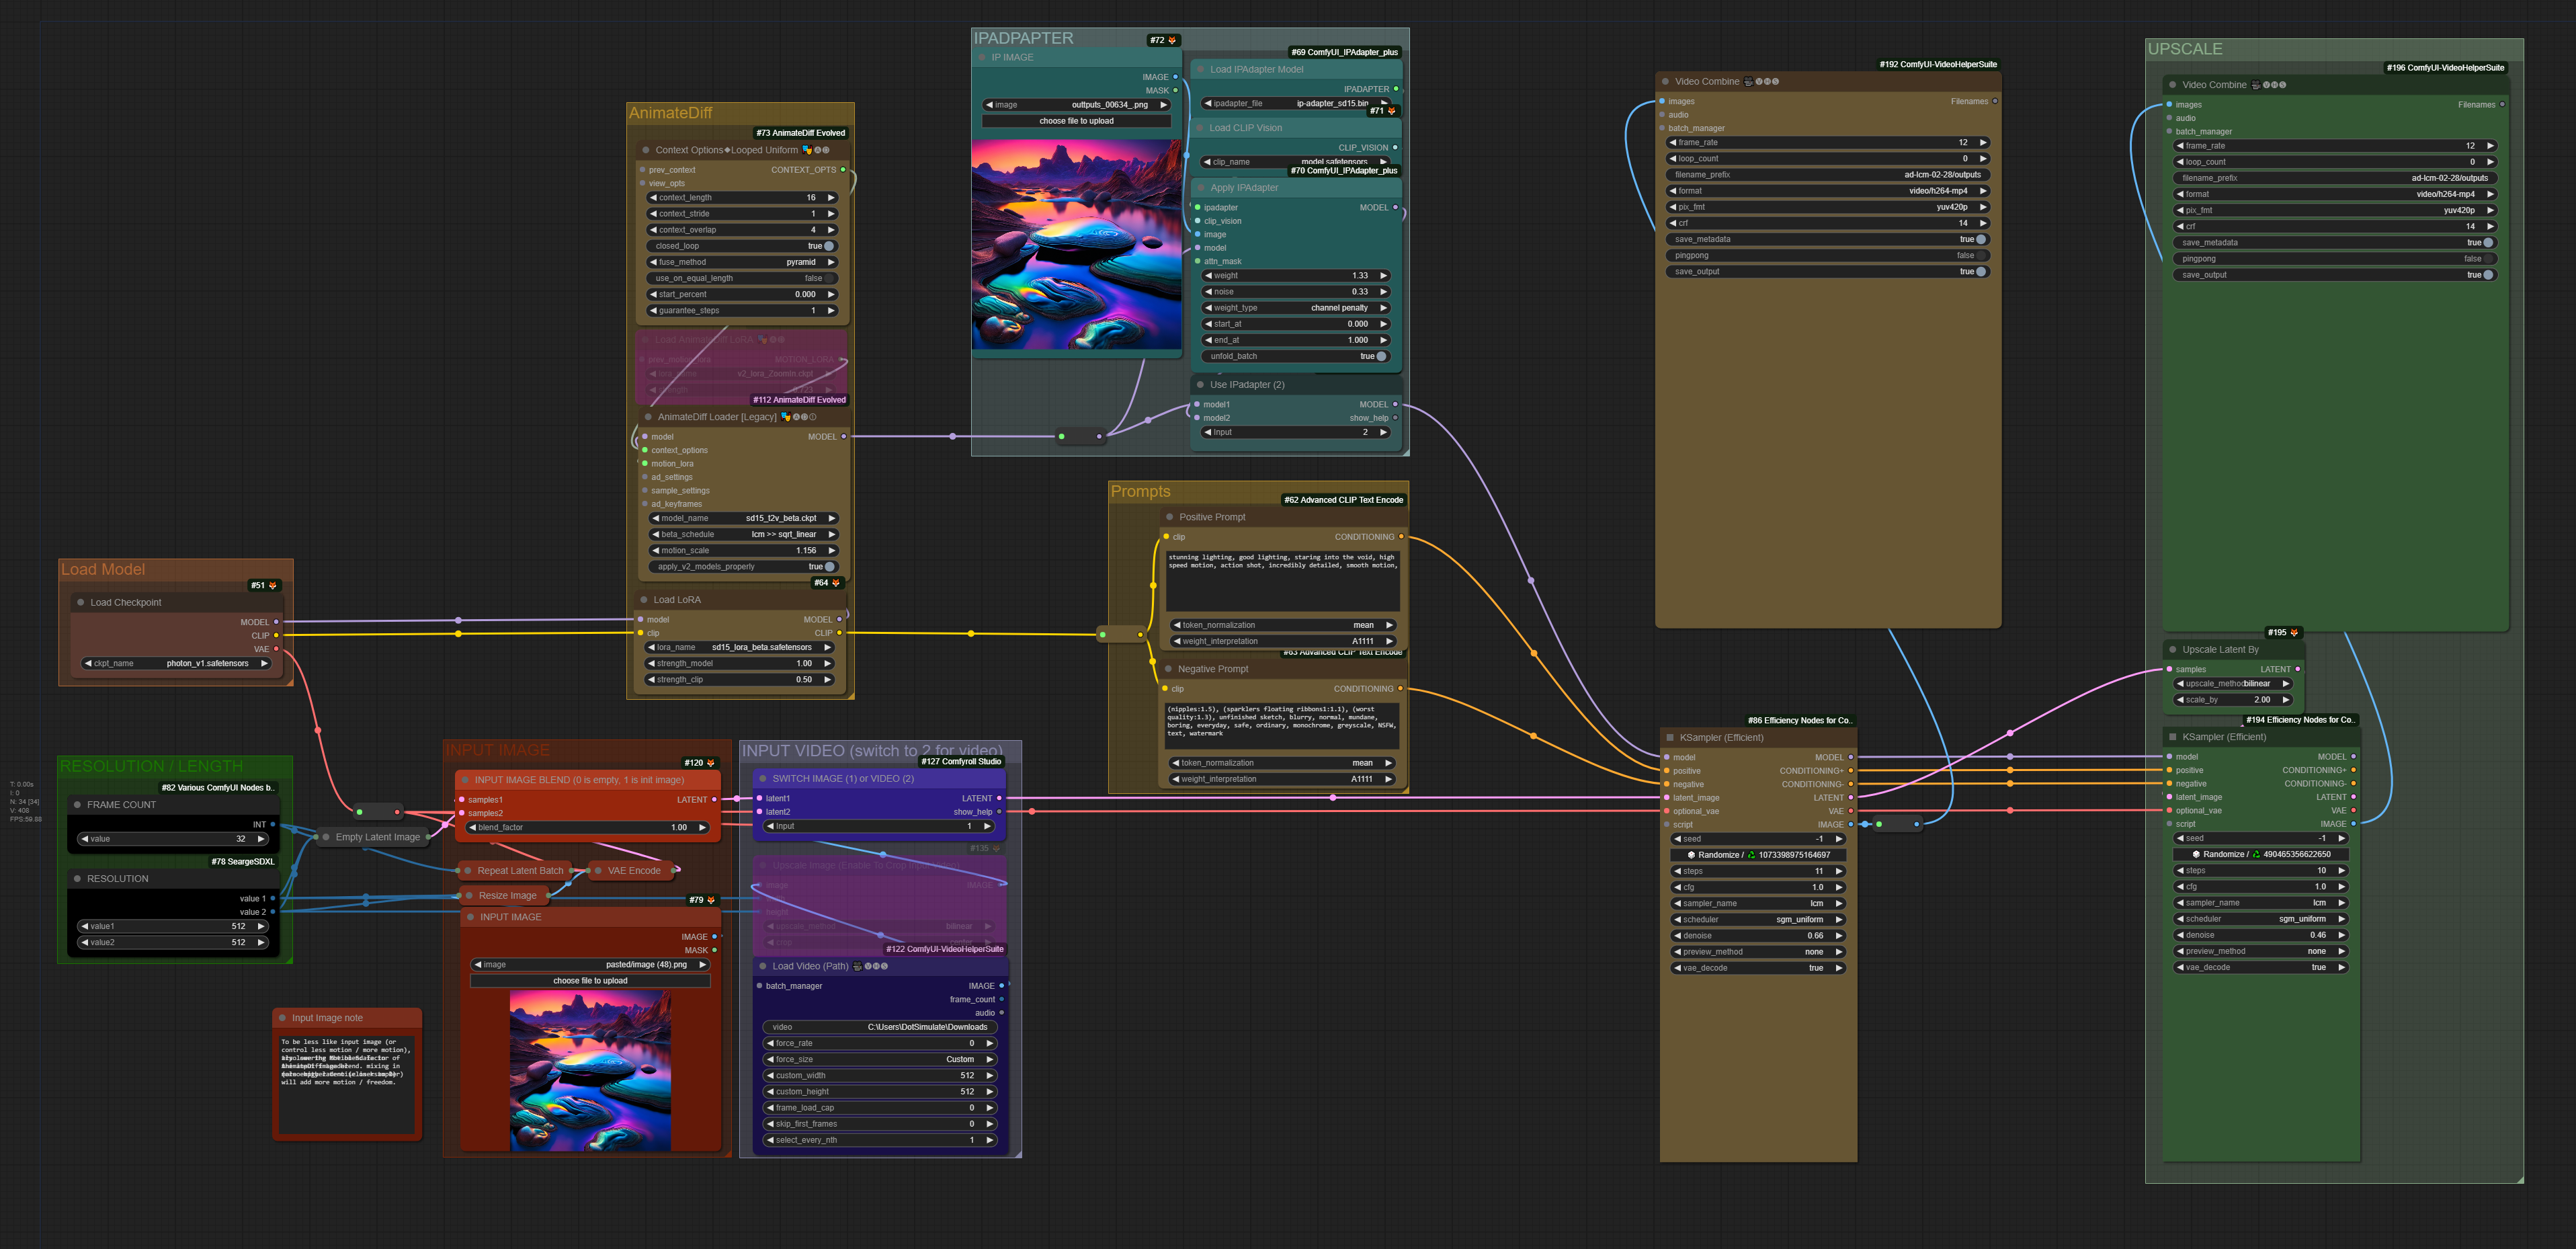 T: 0.00s
I: 0
N: 34 [34]
V: 408
FPS:59.88
Load Model
#51
Load Checkpoint
MODEL
CLIP
VAE
ckpt_name photon_v1.safetensors
RESOLUTION / LENGTH
#82 Various ComfyUI Nodes b..
FRAME COUNT
INT
value 32
#78 SeargeSDXL
RESOLUTION
value 1
value 2
value1 512
value2 512
Empty Latent Image
Input Image note
To be less like input image (or
control less motion / more motion),
will add more motion / freedom.
INPUT IMAGE
#120
INPUT IMAGE BLEND (0 is empty, 1 is init image)
samples1 LATENT
samples2
blend_factor 1.00
Repeat Latent Batch
VAE Encode
Resize Image
#79
INPUT IMAGE
IMAGE
MASK
image pasted/image (48).png
choose file to upload
AnimateDiff
#73 AnimateDiff Evolved
Context Options◆Looped Uniform
prev_context CONTEXT_OPTS
view_opts
context_length 16
context_stride 1
context_overlap 4
closed_loop true
fuse_method pyramid
use_on_equal_length false
start_percent 0.000
guarantee_steps 1
Load AnimateDiff LoRA
prev_motion_lora MOTION_LORA
v2_lora_ZoomIn.ckpt
#112 AnimateDiff Evolved
AnimateDiff Loader [Legacy]
model MODEL
context_options
motion_lora
ad_settings
sample_settings
ad_keyframes
model_name sd15_t2v_beta.ckpt
beta_schedule lcm >> sqrt_linear
motion_scale 1.156
apply_v2_models_properly true
#64
Load LoRA
model MODEL
clip CLIP
lora_name sd15_lora_beta.safetensors
strength_model 1.00
strength_clip 0.50
INPUT VIDEO (switch to 2 for video)
#127 Comfyroll Studio
SWITCH IMAGE (1) or VIDEO (2)
latent1 LATENT
latent2 show_help
Input 1
#135
Upscale Image (Enable To Crop Input Video)
image IMAGE
height
upscale_method bilinear
crop center
#122 ComfyUI-VideoHelperSuite
Load Video (Path)
batch_manager IMAGE
frame_count
audio
video C:\Users\DotSimulate\Downloads
force_rate 0
force_size Custom
custom_width 512
custom_height 512
frame_load_cap 0
skip_first_frames 0
select_every_nth 1
IPADPAPTER
#72
IP IMAGE
IMAGE
MASK
image outtputs_00634_.png
choose file to upload
#69 ComfyUI_IPAdapter_plus
Load IPAdapter Model
IPADAPTER
ipadapter_file ip-adapter_sd15.bin
#71
Load CLIP Vision
CLIP_VISION
clip_name model.safetensors
#70 ComfyUI_IPAdapter_plus
Apply IPAdapter
ipadapter MODEL
clip_vision
image
model
attn_mask
weight 1.33
noise 0.33
weight_type channel penalty
start_at 0.000
end_at 1.000
unfold_batch true
Use IPadapter (2)
model1 MODEL
model2 show_help
Input 2
Prompts
#62 Advanced CLIP Text Encode
Positive Prompt
clip CONDITIONING
stunning lighting, good lighting, staring into the void, high
speed motion, action shot, incredibly detailed, smooth motion,
token_normalization mean
weight_interpretation A1111
#63 Advanced CLIP Text Encode
Negative Prompt
clip CONDITIONING
(nipples:1.5), (sparklers floating ribbons1:1.1), (worst
quality:1.3), unfinished sketch, blurry, normal, mundane,
boring, everyday, safe, ordinary, monochrome, greyscale, NSFW,
text, watermark
token_normalization mean
weight_interpretation A1111
#192 ComfyUI-VideoHelperSuite
Video Combine
images Filenames
audio
batch_manager
frame_rate 12
loop_count 0
filename_prefix ad-lcm-02-28/outputs
format video/h264-mp4
pix_fmt yuv420p
crf 14
save_metadata true
pingpong false
save_output true
#86 Efficiency Nodes for Co..
KSampler (Efficient)
model MODEL
positive CONDITIONING+
negative CONDITIONING-
latent_image LATENT
optional_vae VAE
script IMAGE
seed -1
Randomize / 1073398975164697
steps 11
cfg 1.0
sampler_name lcm
scheduler sgm_uniform
denoise 0.66
preview_method none
vae_decode true
UPSCALE
#196 ComfyUI-VideoHelperSuite
Video Combine
images Filenames
audio
batch_manager
frame_rate 12
loop_count 0
filename_prefix ad-lcm-02-28/outputs
format video/h264-mp4
pix_fmt yuv420p
crf 14
save_metadata true
pingpong false
save_output true
#195
Upscale Latent By
samples LATENT
upscale_method bilinear
scale_by 2.00
#194 Efficiency Nodes for Co..
KSampler (Efficient)
model MODEL
positive CONDITIONING+
negative CONDITIONING-
latent_image LATENT
optional_vae VAE
script IMAGE
seed -1
Randomize / 490465356622650
steps 10
cfg 1.0
sampler_name lcm
scheduler sgm_uniform
denoise 0.46
preview_method none
vae_decode true